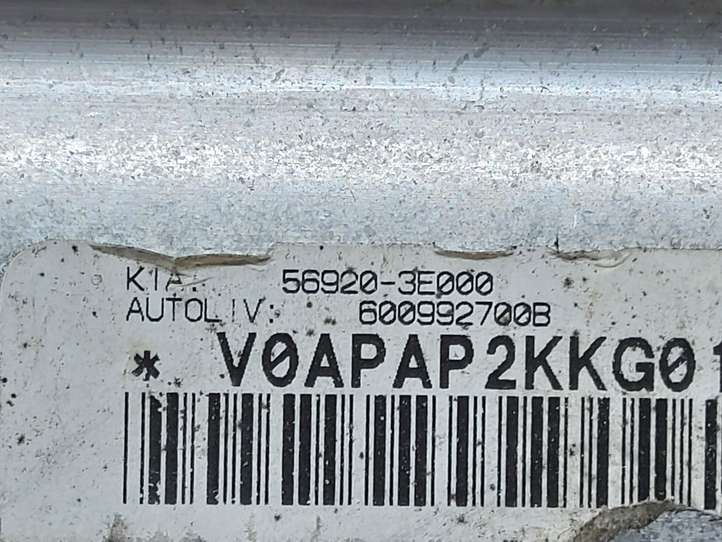 KIA: 56920-3E000
AUTOLIV: 600992700B
* V0APAP2KKG01